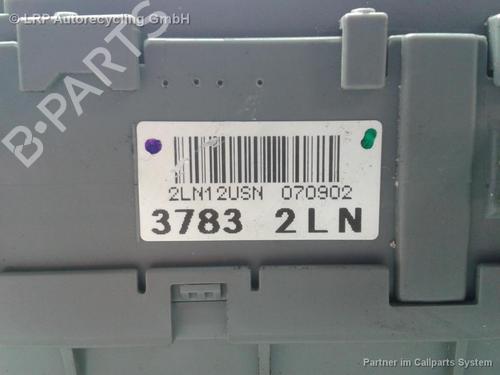 © LRP Autorecycling GmbH
B-PARTS
2LN12USN 070902
3783 2LN
Partner im Callparts System